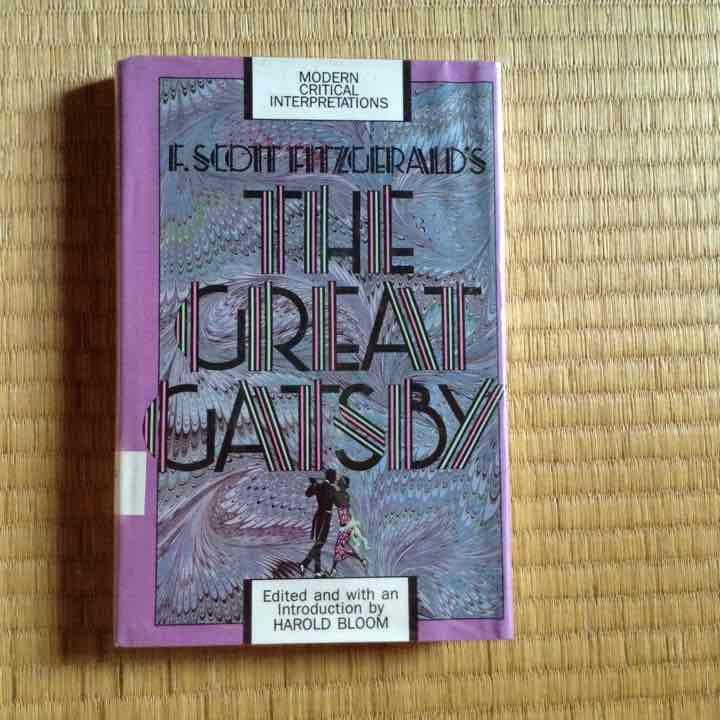 MODERN
CRITICAL
INTERPRETATIONS
F. SCOTT FITZGERALD'S
THE
GREAT
GATSBY
Edited and with an
Introduction by
HAROLD BLOOM